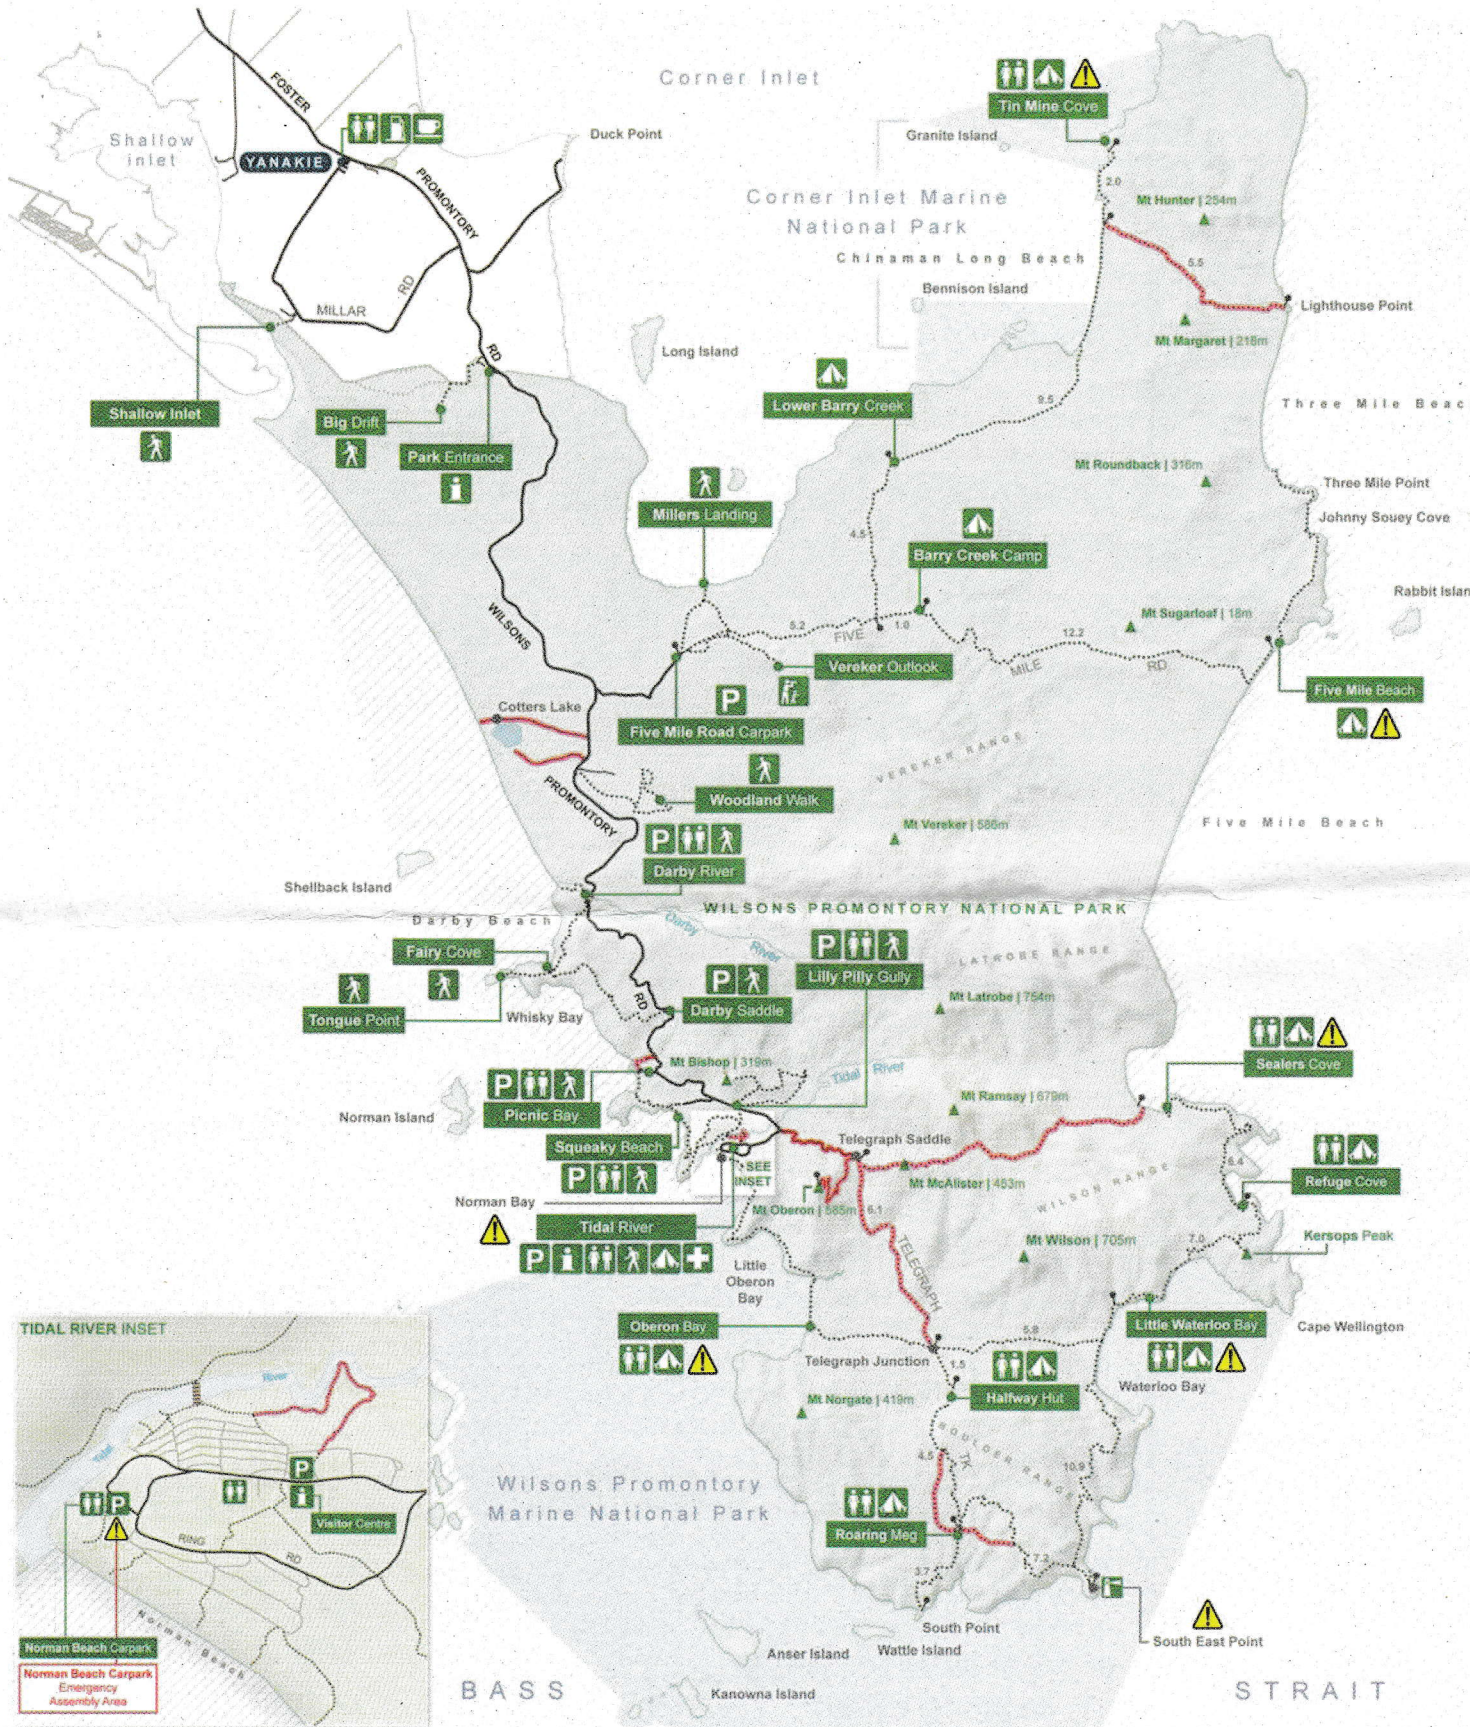 Corner Inlet
FOSTER
Shallow
inlet
YANAKIE
Duck Point
PROMONTORY
Tin Mine Cove
Granite Island
2.0
Mt Hunter | 254m
Corner Inlet Marine
National Park
Chinaman Long Beach
5.5
Bennison Island
Lighthouse Point
MILLAR
RD
RD
Long Island
Mt Margaret | 218m
Lower Barry Creek
9.5
Three Mile Beac
Shallow Inlet
Big Drift
Park Entrance
Mt Roundback | 316m
Three Mile Point
Johnny Souey Cove
Millers Landing
4.5
Barry Creek Camp
Rabbit Islan
WILSONS
5.2
FIVE
1.0
Mt Sugarloaf | 18m
12.2
MILE
RD
Vereker Outlook
Five Mile Beach
P
Five Mile Road Carpark
Cotters Lake
VEREKER RANGE
PROMONTORY
Woodland Walk
Mt Vereker | 586m
Five Mile Beach
P
Darby River
Shellback Island
WILSONS PROMONTORY NATIONAL PARK
Darby Beach
Darby
River
Fairy Cove
P
Lilly Pilly Gully
LATROBE RANGE
Tongue Point
Whisky Bay
RD
P
Darby Saddle
Mt Latrobe | 754m
Mt Bishop | 319m
Tidal River
Sealers Cove
P
Picnic Bay
Norman Island
Mt Ramsay | 679m
Squeaky Beach
P
Telegraph Saddle
SEE
INSET
Mt McAlister | 453m
WILSON RANGE
6.4
Refuge Cove
Norman Bay
Mt Oberon | 585m
6.1
Tidal River
P
TELEGRAPH
Mt Wilson | 705m
7.0
Kersops Peak
Little
Oberon
Bay
Oberon Bay
5.8
Little Waterloo Bay
Cape Wellington
Telegraph Junction
1.5
Halfway Hut
Waterloo Bay
Mt Norgate | 419m
BOULDER RANGE
4.5
TK
10.9
Wilsons Promontory
Marine National Park
Roaring Meg
7.2
3.7
South Point
South East Point
Anser Island
Wattle Island
Kanowna Island
BASS
STRAIT
TIDAL RIVER INSET
River
Tidal
P
P
Visitor Centre
RING
RD
Norman Beach
Norman Beach Carpark
Norman Beach Carpark
Emergency
Assembly Area